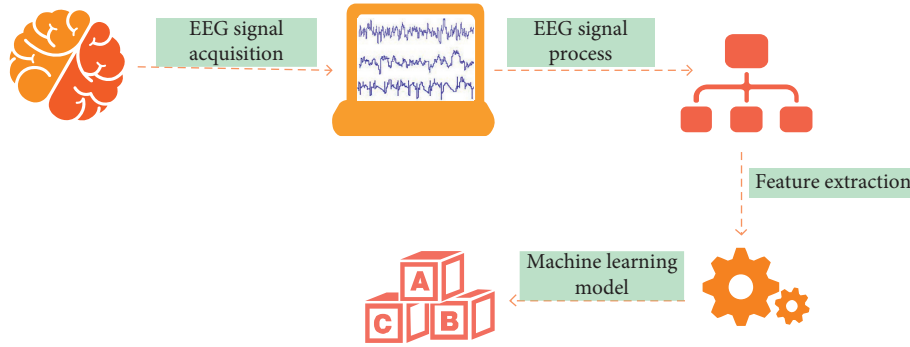 EEG signal
acquisition
EEG signal
process
Feature extraction
Machine learning
model
A
C
B